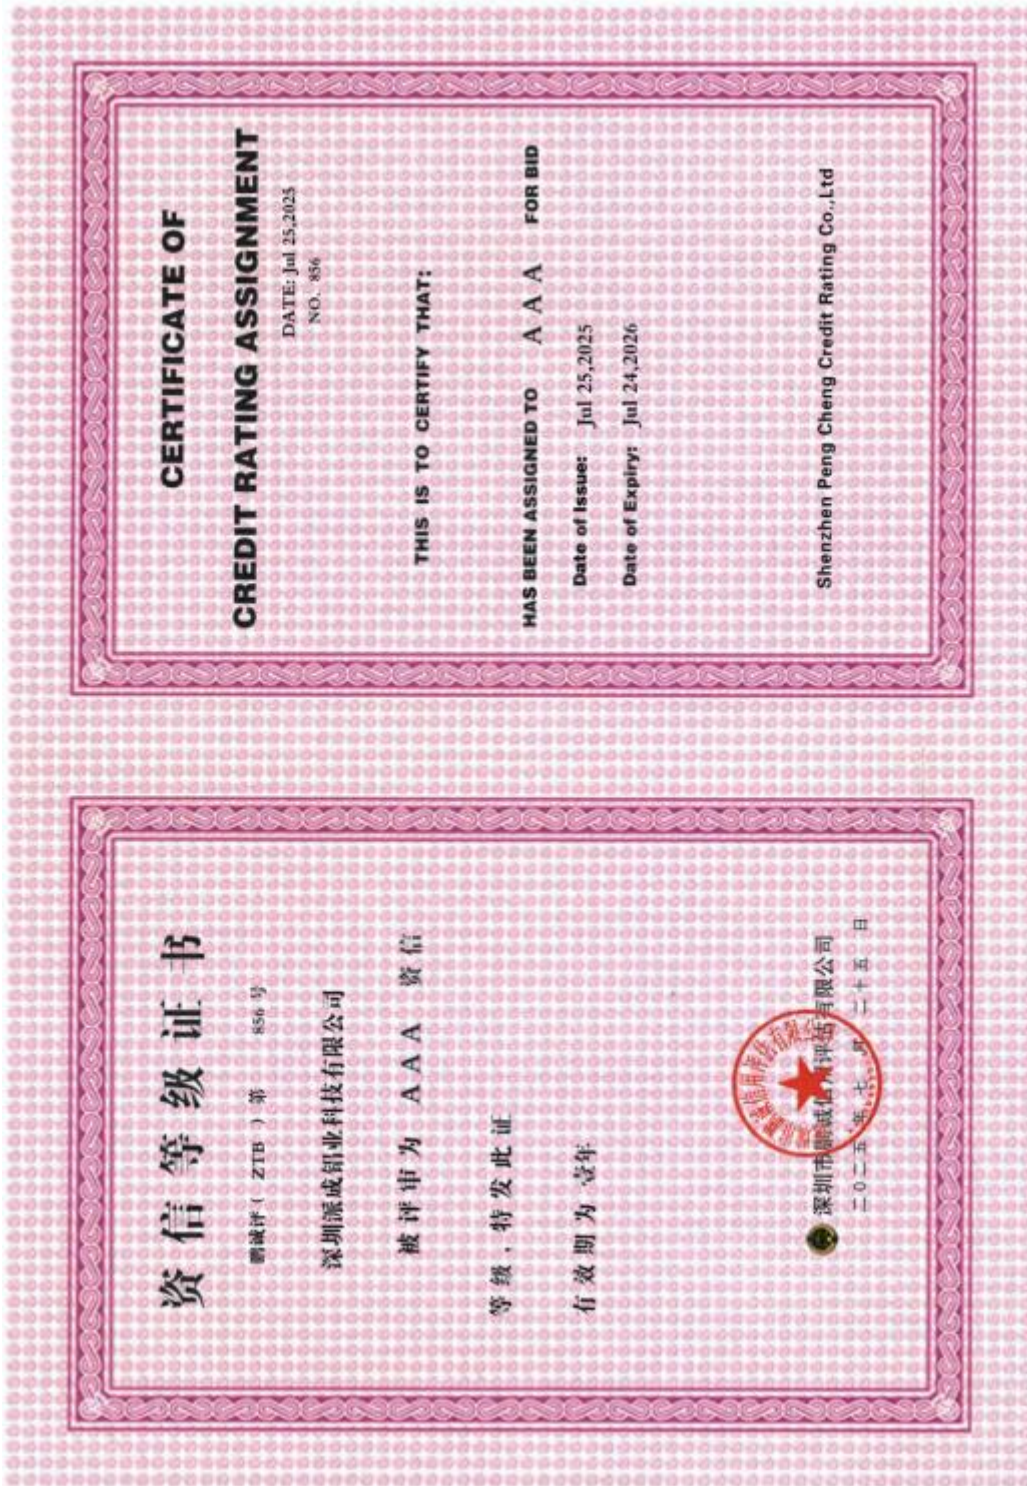 资信等级证书
鹏诚评（ ZTB ）第 856 号
深圳派成铝业科技有限公司
被评审为 AAA 资信
等级，特发此证
有效期为壹年
深圳市鹏诚信用评估有限公司
二〇二五年七月二十五日
CERTIFICATE OF
CREDIT RATING ASSIGNMENT
DATE: Jul 25,2025
NO. 856
THIS IS TO CERTIFY THAT:
HAS BEEN ASSIGNED TO A A A FOR BID
Date of Issue: Jul 25,2025
Date of Expiry: Jul 24,2026
Shenzhen Peng Cheng Credit Rating Co.,Ltd